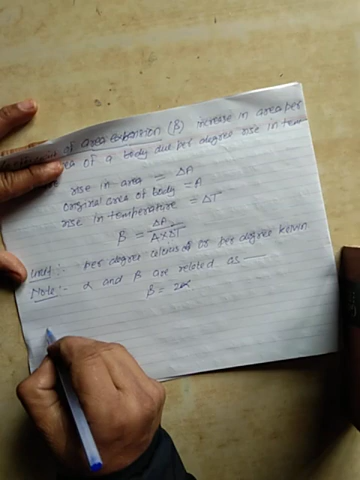 of area expansion (β) increase in area per
area of a body due per degree rise in tem-
rise in area = ΔA
original area of body = A
rise in temperature = ΔT
β = ΔA / A×ΔT
Unit :- Per degree celcius or per degree kevin
Note :- α and β are related as —
β = 2α